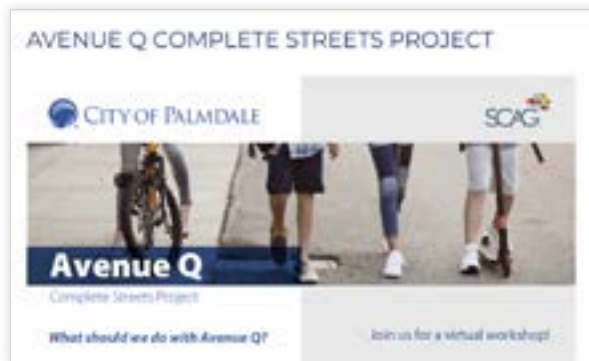 AVENUE Q COMPLETE STREETS PROJECT
CITY OF PALMDALE
SCAG
Avenue Q
Complete Streets Project
What should we do with Avenue Q?
Join us for a virtual workshop!